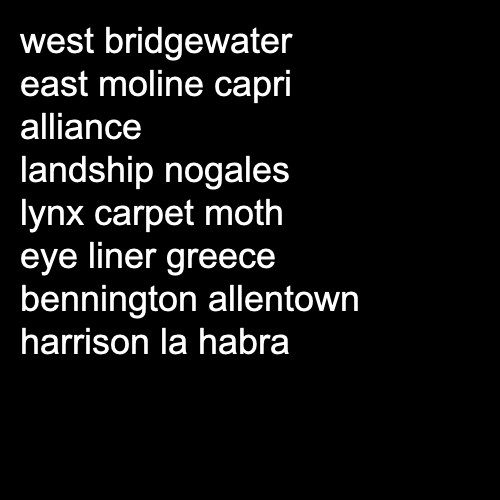 west bridgewater
east moline capri
alliance
landship nogales
lynx carpet moth
eye liner greece
bennington allentown
harrison la habra